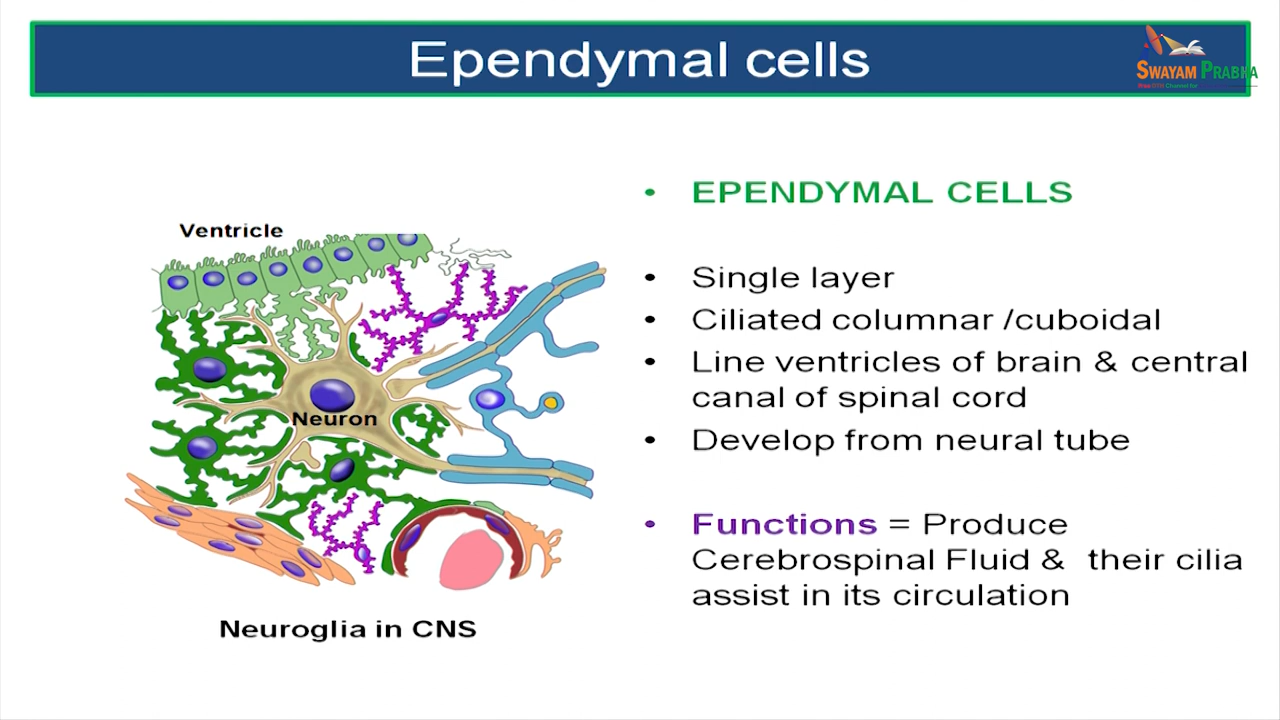 Ependymal cells
SWAYAM PRABHA
• EPENDYMAL CELLS
• Single layer
• Ciliated columnar /cuboidal
• Line ventricles of brain & central
canal of spinal cord
• Develop from neural tube
• Functions = Produce
Cerebrospinal Fluid & their cilia
assist in its circulation
Ventricle
Neuron
Neuroglia in CNS